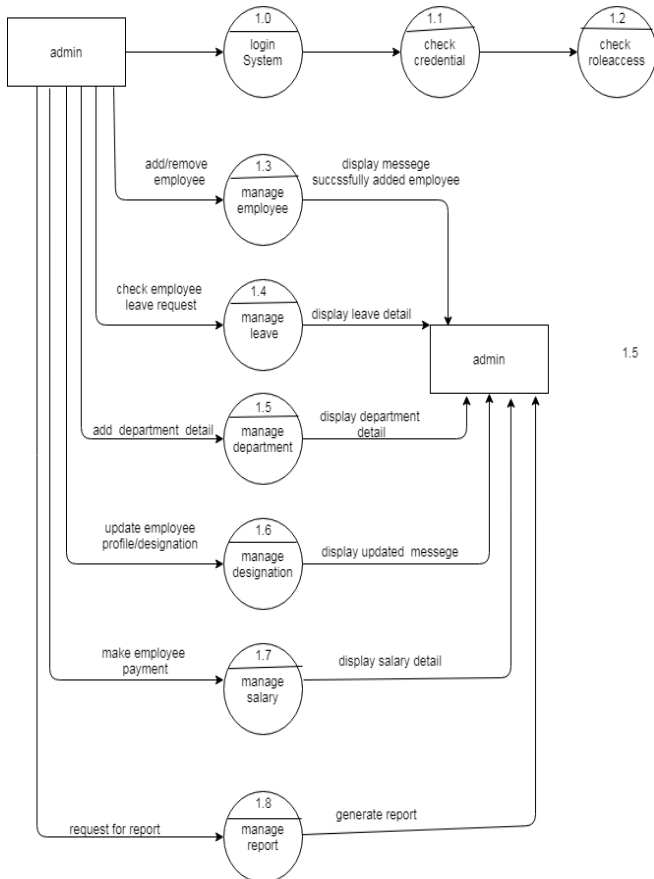 admin
1.0
login
System
1.1
check
credential
1.2
check
roleaccess
add/remove
employee
1.3
manage
employee
display messege
succssfully added employee
check employee
leave request
1.4
manage
leave
display leave detail
admin
1.5
add department detail
1.5
manage
department
display department
detail
update employee
profile/designation
1.6
manage
designation
display updated messege
make employee
payment
1.7
manage
salary
display salary detail
request for report
1.8
manage
report
generate report